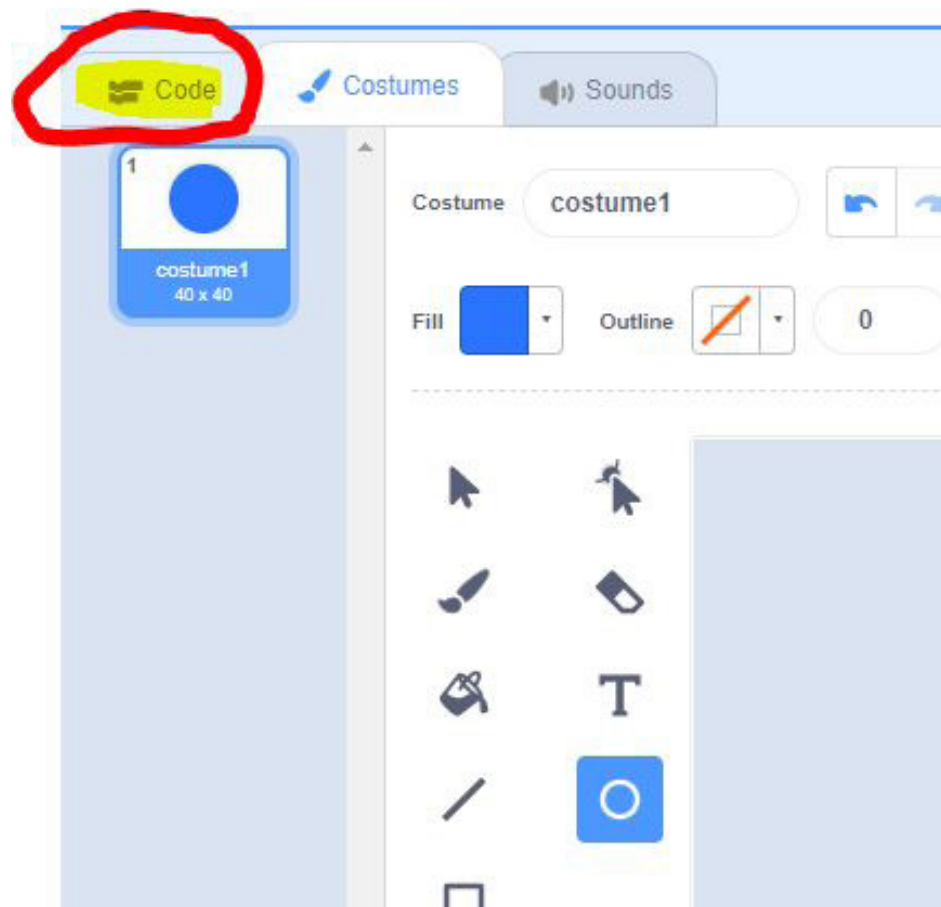 Code Costumes Sounds
1
costume1
40 x 40
Costume costume1
Fill Outline 0
T